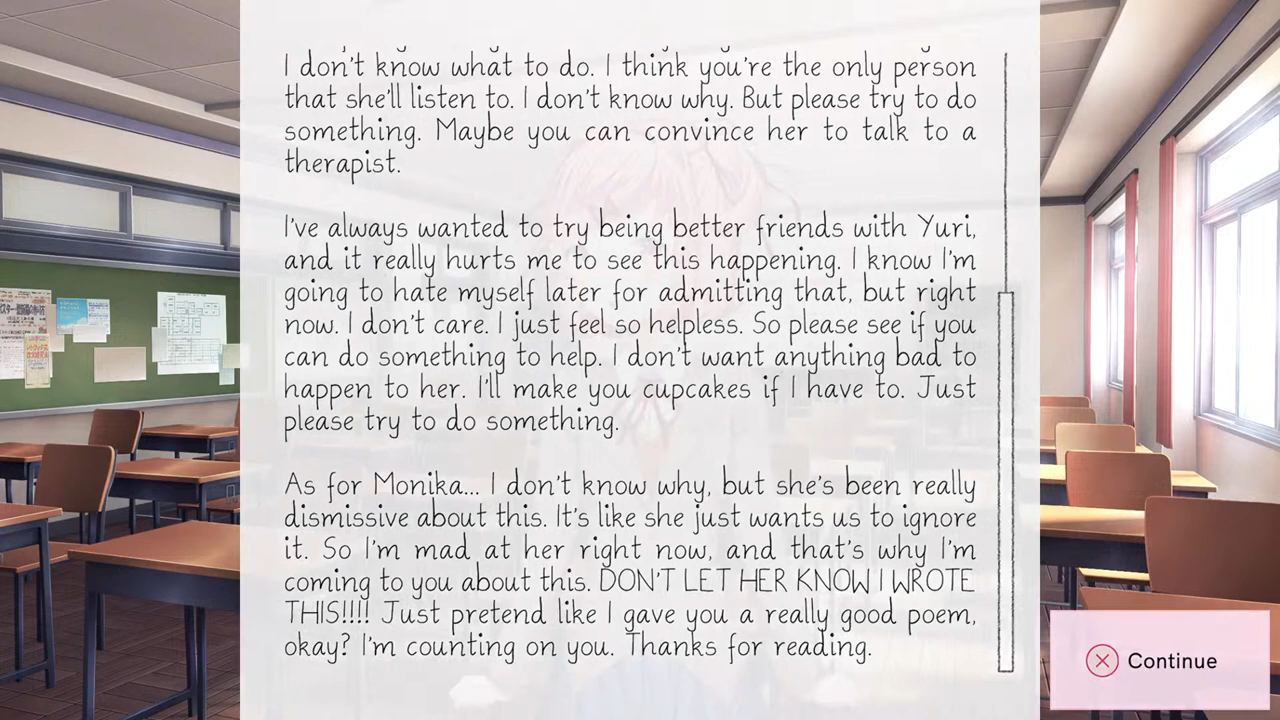 I don't know what to do. I think you're the only person
that she'll listen to. I don't know why. But please try to do
something. Maybe you can convince her to talk to a
therapist.
I've always wanted to try being better friends with Yuri,
and it really hurts me to see this happening. I know I'm
going to hate myself later for admitting that, but right
now I don't care. I just feel so helpless. So please see if you
can do something to help. I don't want anything bad to
happen to her. I'll make you cupcakes if I have to. Just
please try to do something.
As for Monika... I don't know why, but she's been really
dismissive about this. It's like she just wants us to ignore
it. So I'm mad at her right now, and that's why I'm
coming to you about this. DON'T LET HER KNOW I WROTE
THIS!!!! Just pretend like I gave you a really good poem,
okay? I'm counting on you. Thanks for reading.
Continue